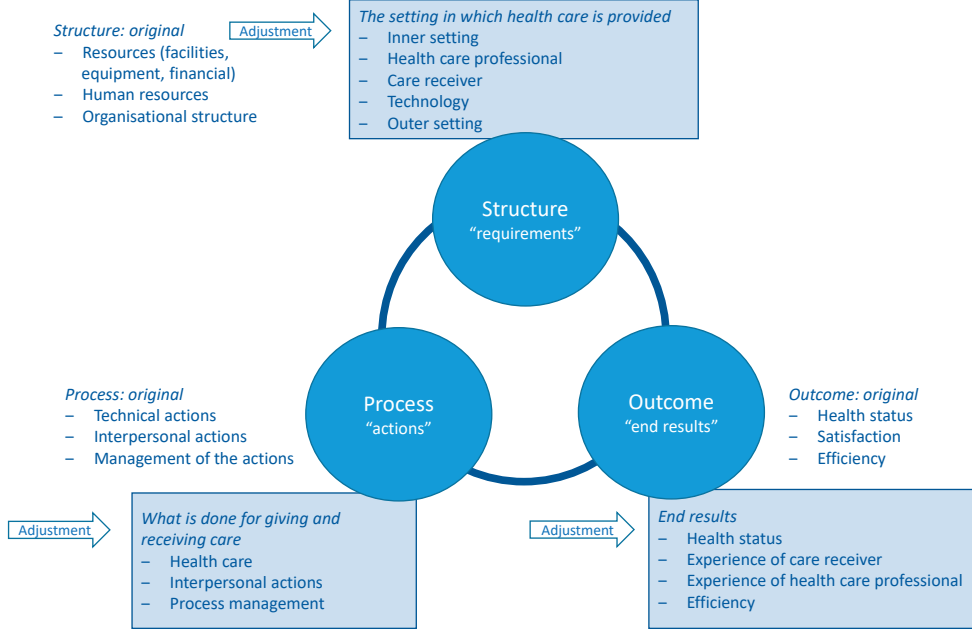 Structure: original
– Resources (facilities,
equipment, financial)
– Human resources
– Organisational structure
Adjustment
The setting in which health care is provided
– Inner setting
– Health care professional
– Care receiver
– Technology
– Outer setting
Structure
“requirements”
Process: original
– Technical actions
– Interpersonal actions
– Management of the actions
Process
“actions”
Outcome
“end results”
Outcome: original
– Health status
– Satisfaction
– Efficiency
Adjustment
What is done for giving and
receiving care
– Health care
– Interpersonal actions
– Process management
Adjustment
End results
– Health status
– Experience of care receiver
– Experience of health care professional
– Efficiency